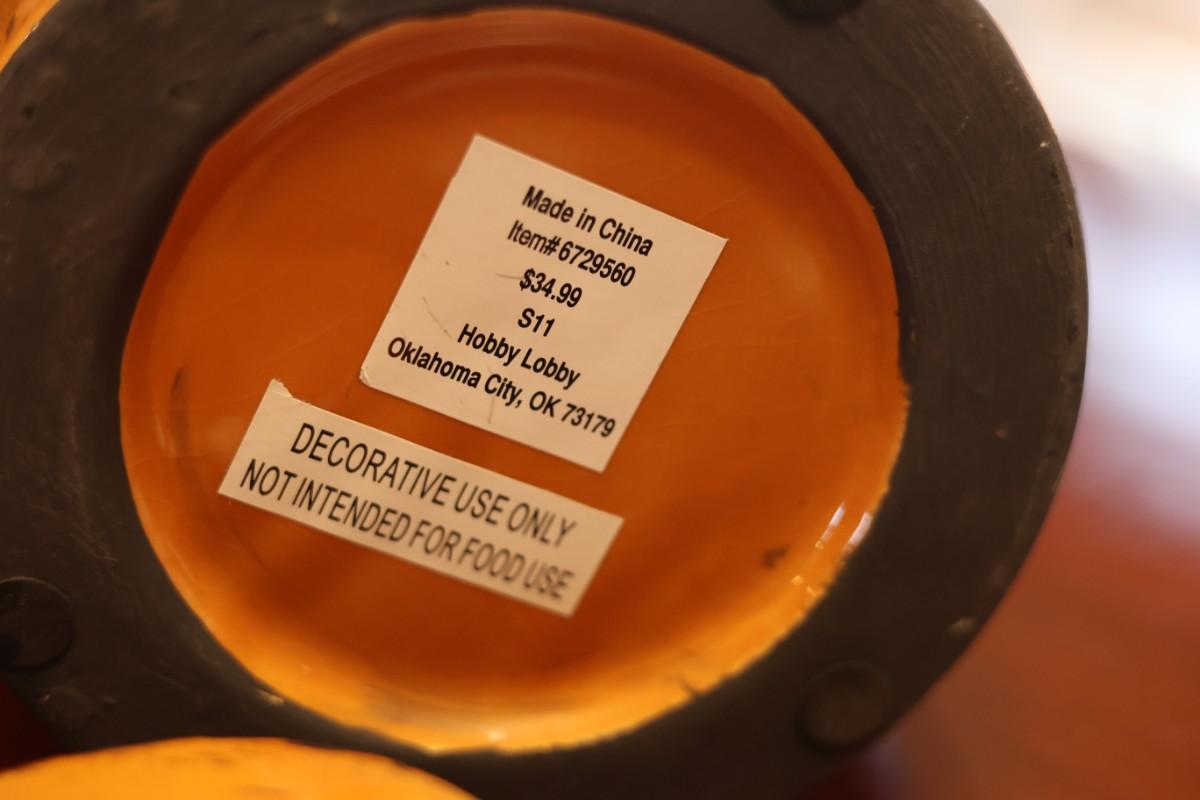 Made in China
Item# 6729560
$34.99
S11
Hobby Lobby
Oklahoma City, OK 73179
DECORATIVE USE ONLY
NOT INTENDED FOR FOOD USE